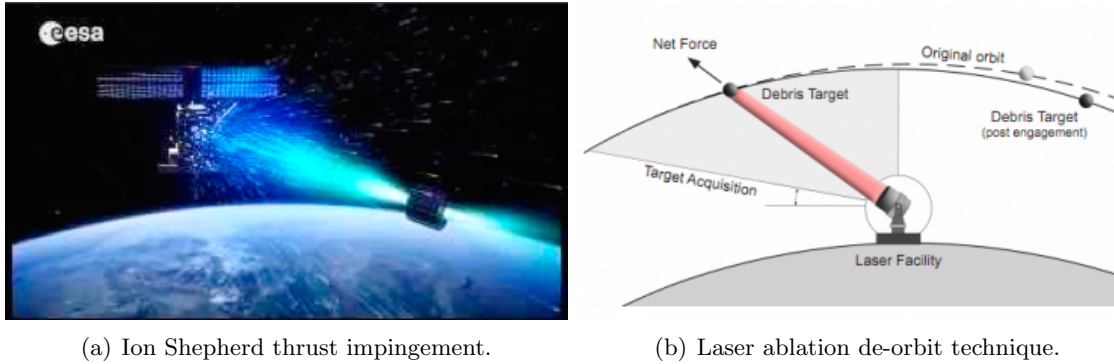 esa
Net Force
Original orbit
Debris Target
Debris Target
(post engagement)
Target Acquisition
Laser Facility
(a) Ion Shepherd thrust impingement.
(b) Laser ablation de-orbit technique.